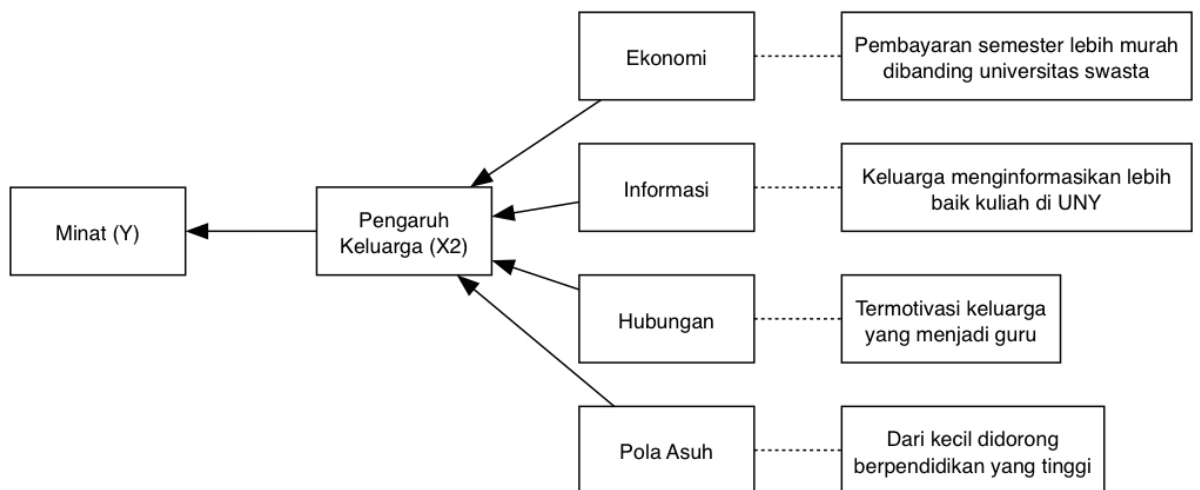 Ekonomi
Pembayaran semester lebih murah
dibanding universitas swasta
Informasi
Keluarga menginformasikan lebih
baik kuliah di UNY
Minat (Y)
Pengaruh
Keluarga (X2)
Hubungan
Termotivasi keluarga
yang menjadi guru
Pola Asuh
Dari kecil didorong
berpendidikan yang tinggi